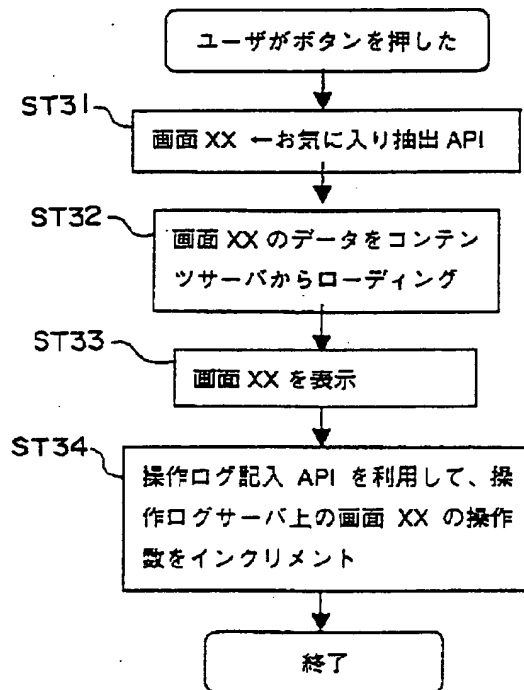 ユーザがボタンを押した
ST31
画面 XX ←お気に入り抽出 API
ST32
画面 XX のデータをコンテン
ツサーバからローディング
ST33
画面 XX を表示
ST34
操作ログ記入 API を利用して、操
作ログサーバ上の画面 XX の操作
数をインクリメント
終了